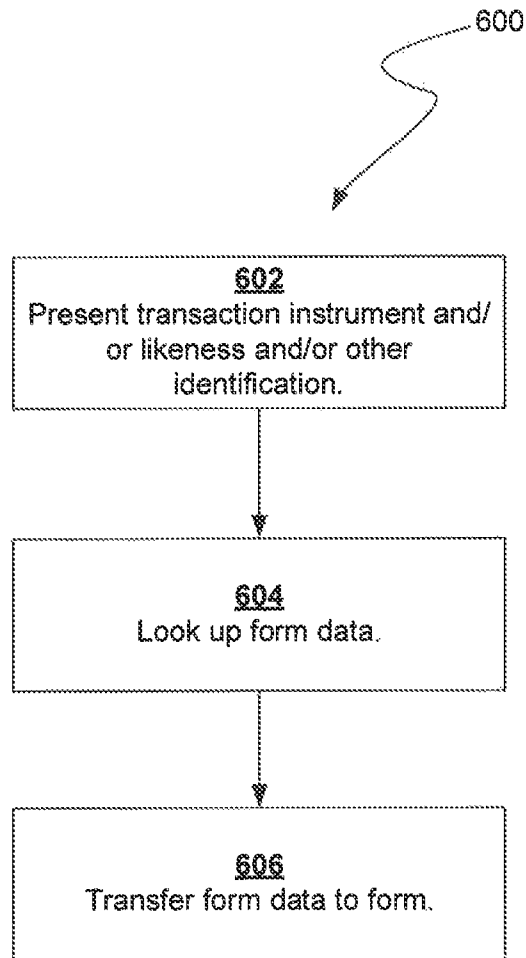 600
602
Present transaction instrument and/
or likeness and/or other
identification.
604
Look up form data.
606
Transfer form data to form.